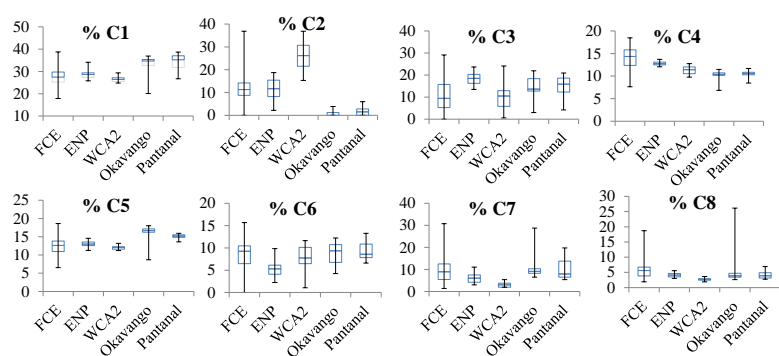 % C1
50
40
30
20
10
FCE
ENP
WCA2
Okavango
Pantanal
% C2
40
30
20
10
0
FCE
ENP
WCA2
Okavango
Pantanal
% C3
40
30
20
10
0
FCE
ENP
WCA2
Okavango
Pantanal
% C4
20
15
10
5
0
FCE
ENP
WCA2
Okavango
Pantanal
% C5
25
20
15
10
5
0
FCE
ENP
WCA2
Okavango
Pantanal
% C6
20
15
10
5
0
FCE
ENP
WCA2
Okavango
Pantanal
% C7
40
30
20
10
0
FCE
ENP
WCA2
Okavango
Pantanal
% C8
30
25
20
15
10
5
0
FCE
ENP
WCA2
Okavango
Pantanal